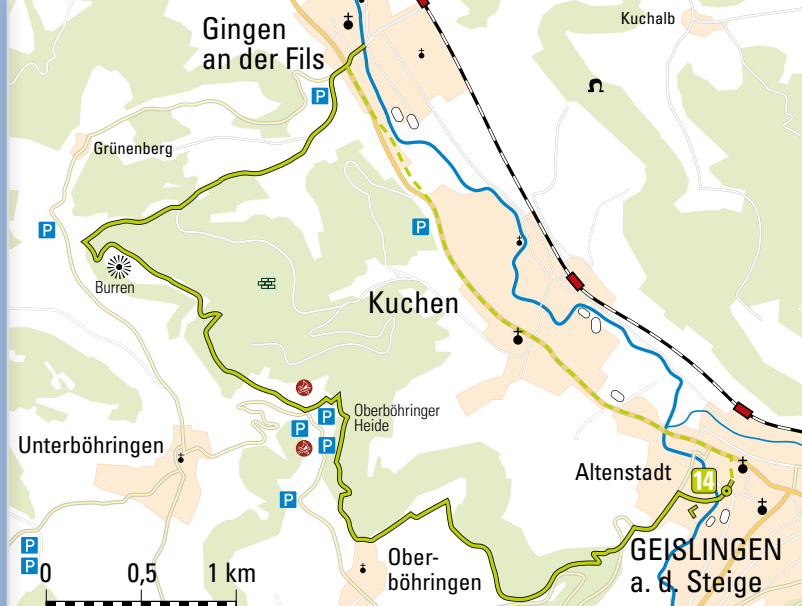 Gingen
an der Fils
Kuchalb
P
Grünenberg
P
P
Burren
Kuchen
Oberböhringer
Heide
P
P
P
Unterböhringen
P
Altenstadt
14
P
P
Ober-
böhringen
GEISLINGEN
a. d. Steige
0 0,5 1 km